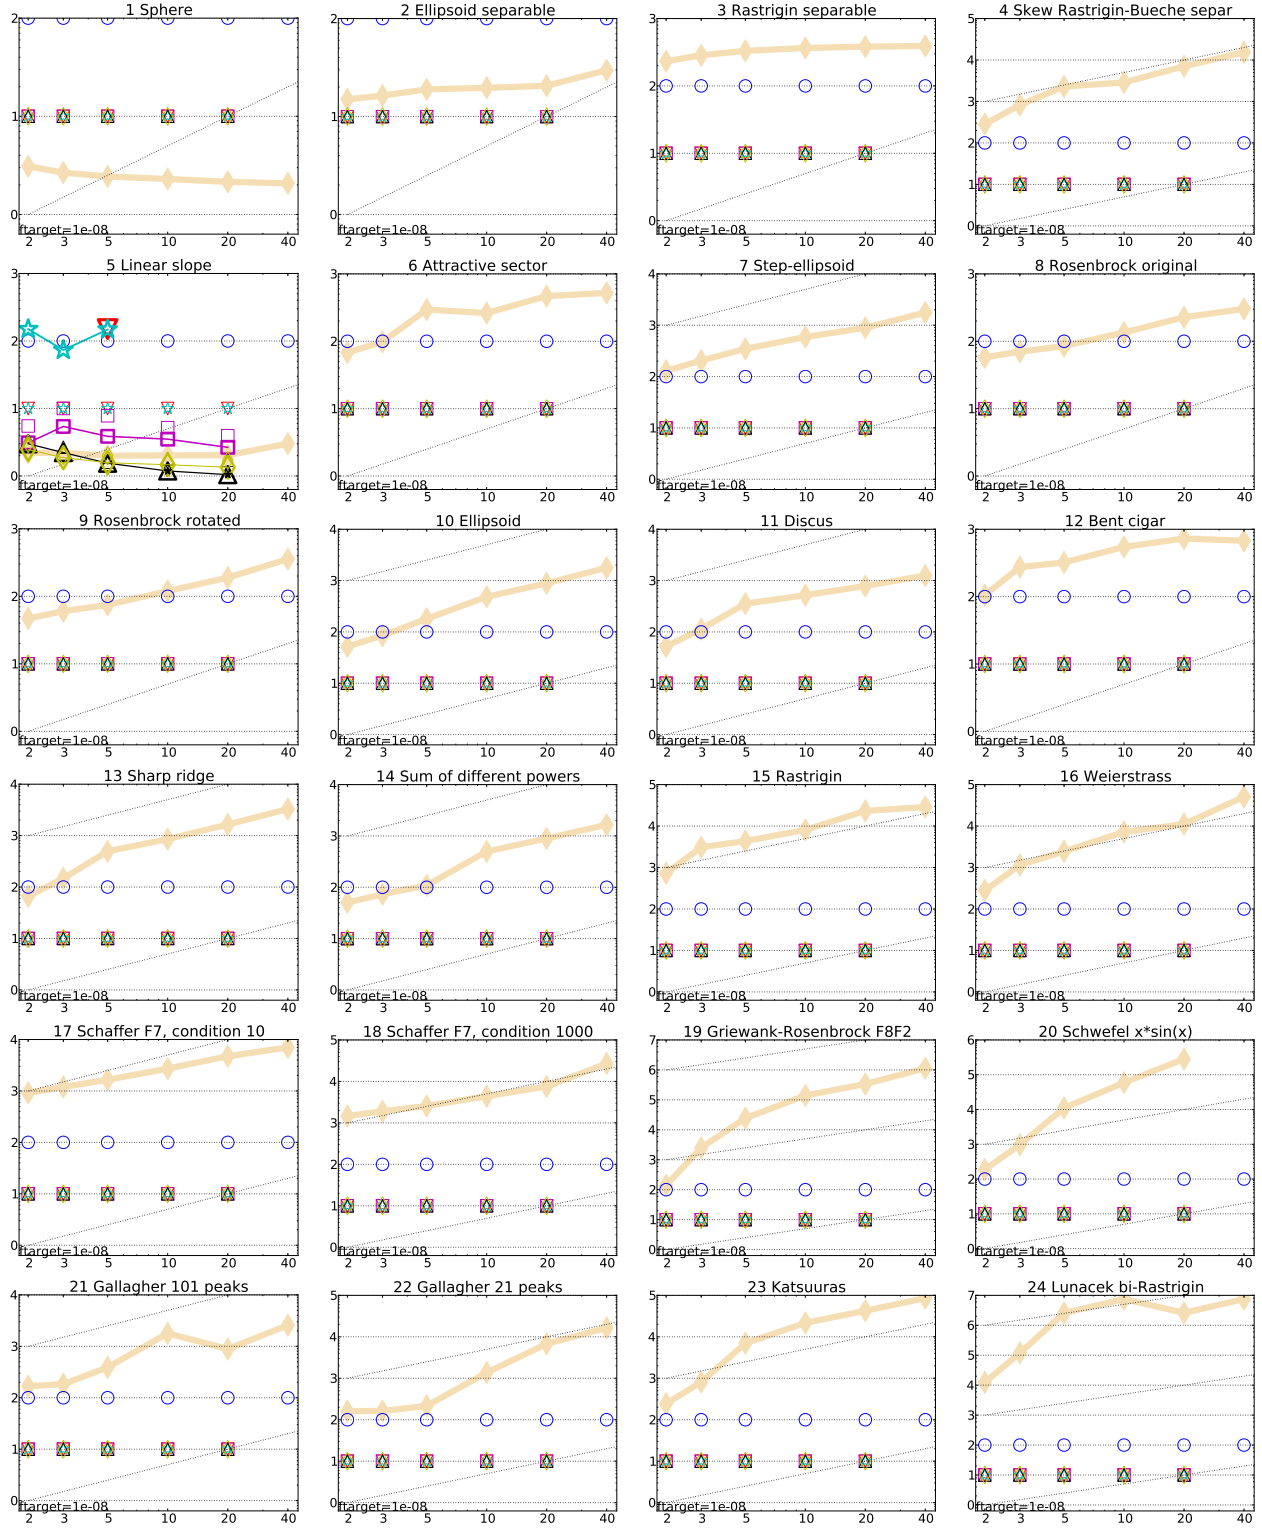 1 Sphere
2
1
0
ftarget=1e-08
2 3 5 10 20 40
2 Ellipsoid separable
2
1
0
ftarget=1e-08
2 3 5 10 20 40
3 Rastrigin separable
3
2
1
0
ftarget=1e-08
2 3 5 10 20 40
4 Skew Rastrigin-Bueche separ
5
4
3
2
1
0
ftarget=1e-08
2 3 5 10 20 40
5 Linear slope
3
2
1
0
ftarget=1e-08
2 3 5 10 20 40
6 Attractive sector
3
2
1
0
ftarget=1e-08
2 3 5 10 20 40
7 Step-ellipsoid
4
3
2
1
0
ftarget=1e-08
2 3 5 10 20 40
8 Rosenbrock original
3
2
1
0
ftarget=1e-08
2 3 5 10 20 40
9 Rosenbrock rotated
3
2
1
0
ftarget=1e-08
2 3 5 10 20 40
10 Ellipsoid
4
3
2
1
0
ftarget=1e-08
2 3 5 10 20 40
11 Discus
4
3
2
1
0
ftarget=1e-08
2 3 5 10 20 40
12 Bent cigar
3
2
1
0
ftarget=1e-08
2 3 5 10 20 40
13 Sharp ridge
4
3
2
1
0
ftarget=1e-08
2 3 5 10 20 40
14 Sum of different powers
4
3
2
1
0
ftarget=1e-08
2 3 5 10 20 40
15 Rastrigin
5
4
3
2
1
0
ftarget=1e-08
2 3 5 10 20 40
16 Weierstrass
5
4
3
2
1
0
ftarget=1e-08
2 3 5 10 20 40
17 Schaffer F7, condition 10
4
3
2
1
0
ftarget=1e-08
2 3 5 10 20 40
18 Schaffer F7, condition 1000
5
4
3
2
1
0
ftarget=1e-08
2 3 5 10 20 40
19 Griewank-Rosenbrock F8F2
7
6
5
4
3
2
1
0
ftarget=1e-08
2 3 5 10 20 40
20 Schwefel x*sin(x)
6
5
4
3
2
1
0
ftarget=1e-08
2 3 5 10 20 40
21 Gallagher 101 peaks
4
3
2
1
0
ftarget=1e-08
2 3 5 10 20 40
22 Gallagher 21 peaks
5
4
3
2
1
0
ftarget=1e-08
2 3 5 10 20 40
23 Katsuuras
5
4
3
2
1
0
ftarget=1e-08
2 3 5 10 20 40
24 Lunacek bi-Rastrigin
7
6
5
4
3
2
1
0
ftarget=1e-08
2 3 5 10 20 40